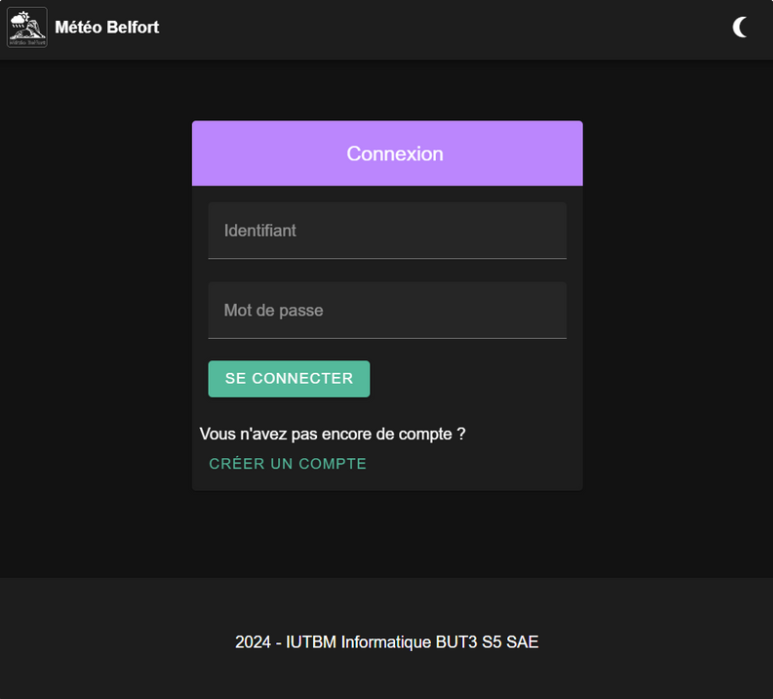 Météo Belfort
Connexion
Identifiant
Mot de passe
SE CONNECTER
Vous n'avez pas encore de compte ?
CRÉER UN COMPTE
2024 - IUTBM Informatique BUT3 S5 SAE